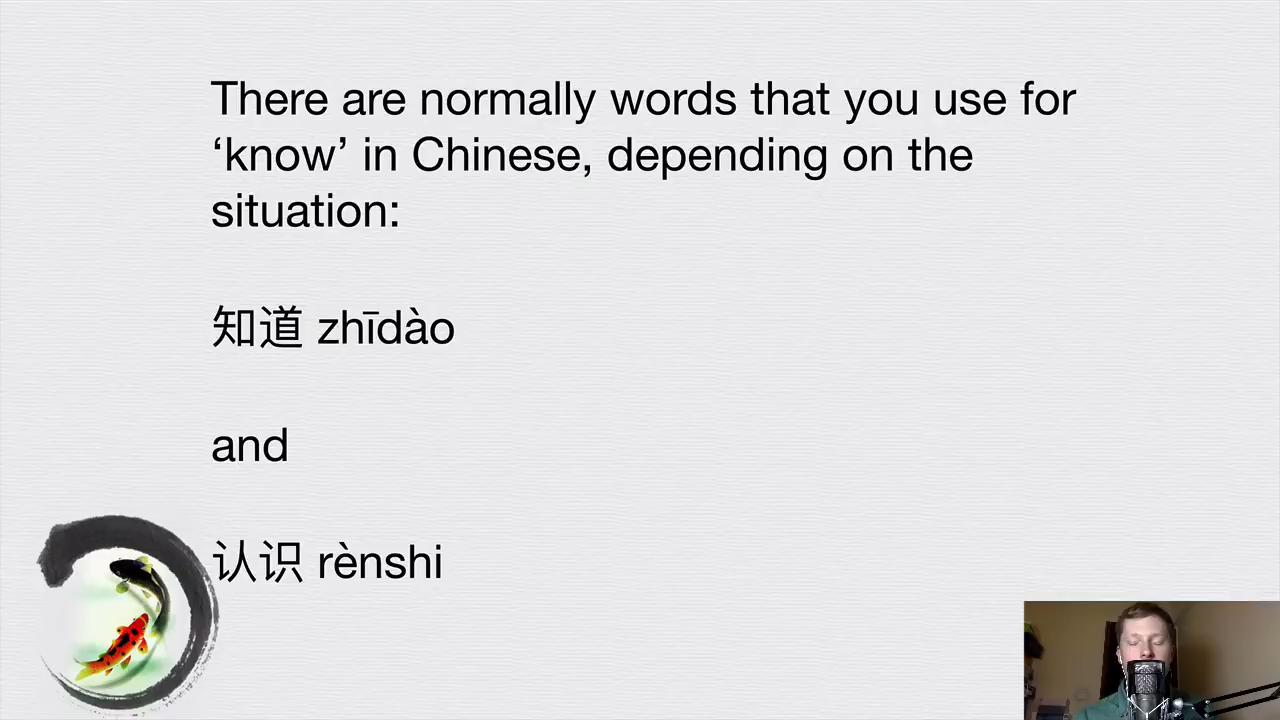 There are normally words that you use for
‘know’ in Chinese, depending on the
situation:
知道 zhīdào
and
认识 rènshi